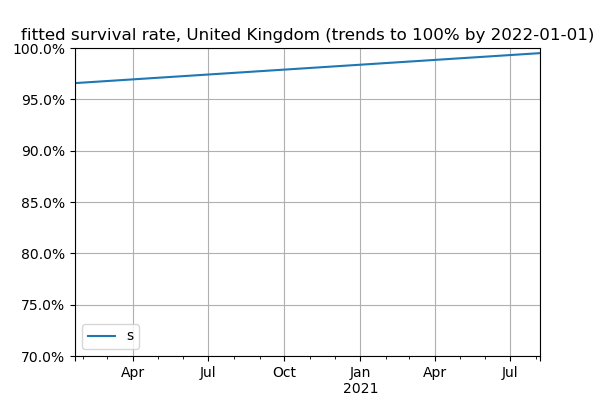 fitted survival rate, United Kingdom (trends to 100% by 2022-01-01)
100.0%
95.0%
90.0%
85.0%
80.0%
75.0%
70.0%
s
Apr Jul Oct Jan Apr Jul
2021